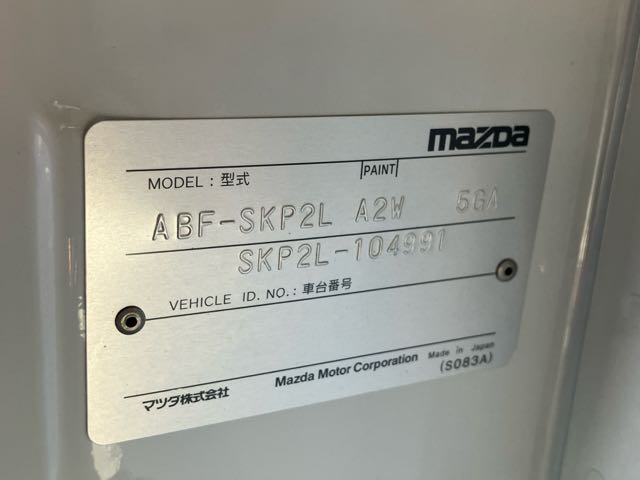 mazda
MODEL : 型式 PAINT
ABF-SKP2L A2W 5GA
SKP2L-104991
VEHICLE ID. NO. : 車台番号
マツダ株式会社 Mazda Motor Corporation Made in Japan
(S083A)